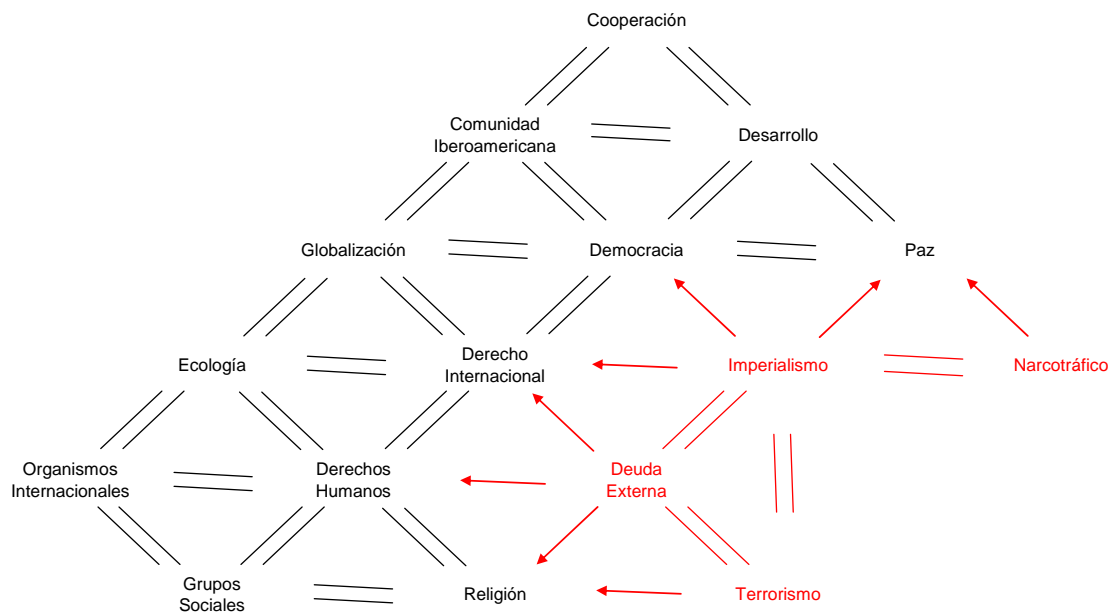 Cooperación
Comunidad
Iberoamericana
Desarrollo
Globalización
Democracia
Paz
Ecología
Derecho
Internacional
Imperialismo
Narcotráfico
Organismos
Internacionales
Derechos
Humanos
Deuda
Externa
Grupos
Sociales
Religión
Terrorismo